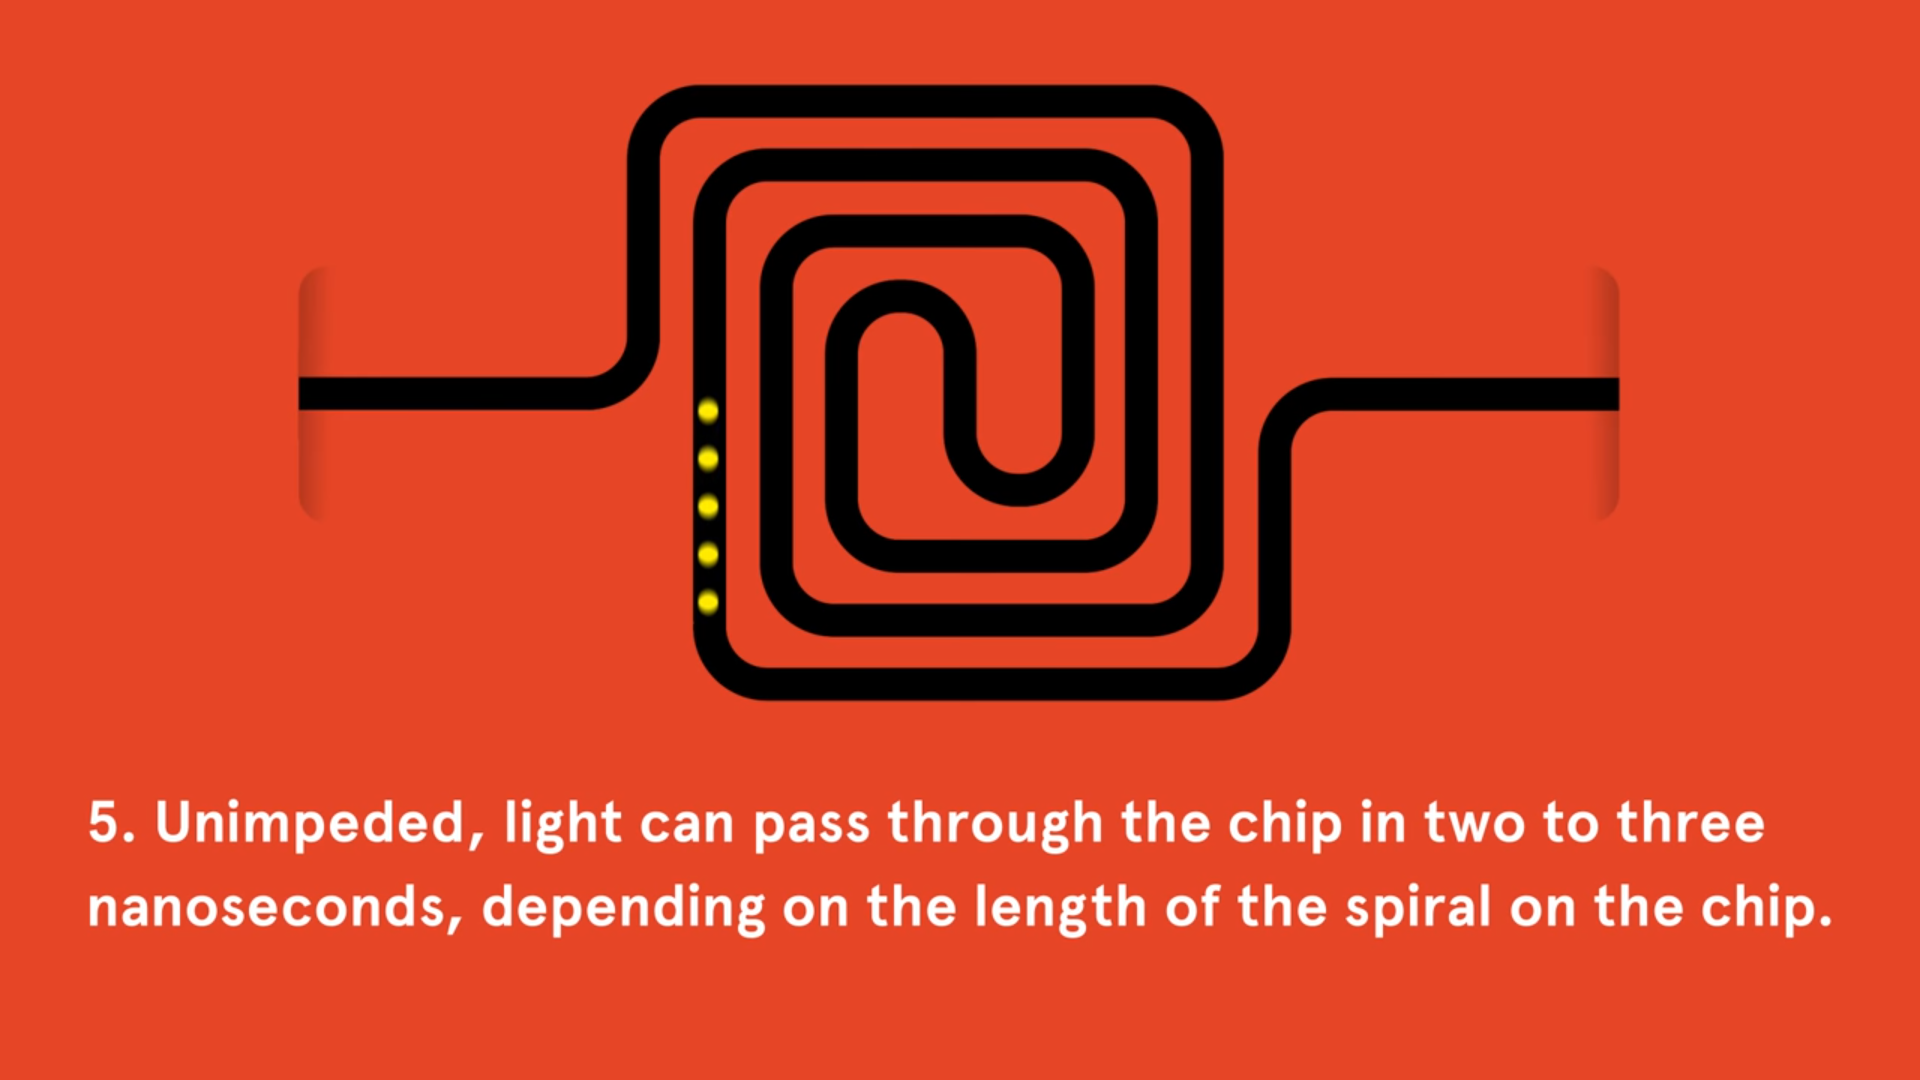 5. Unimpeded, light can pass through the chip in two to three
nanoseconds, depending on the length of the spiral on the chip.